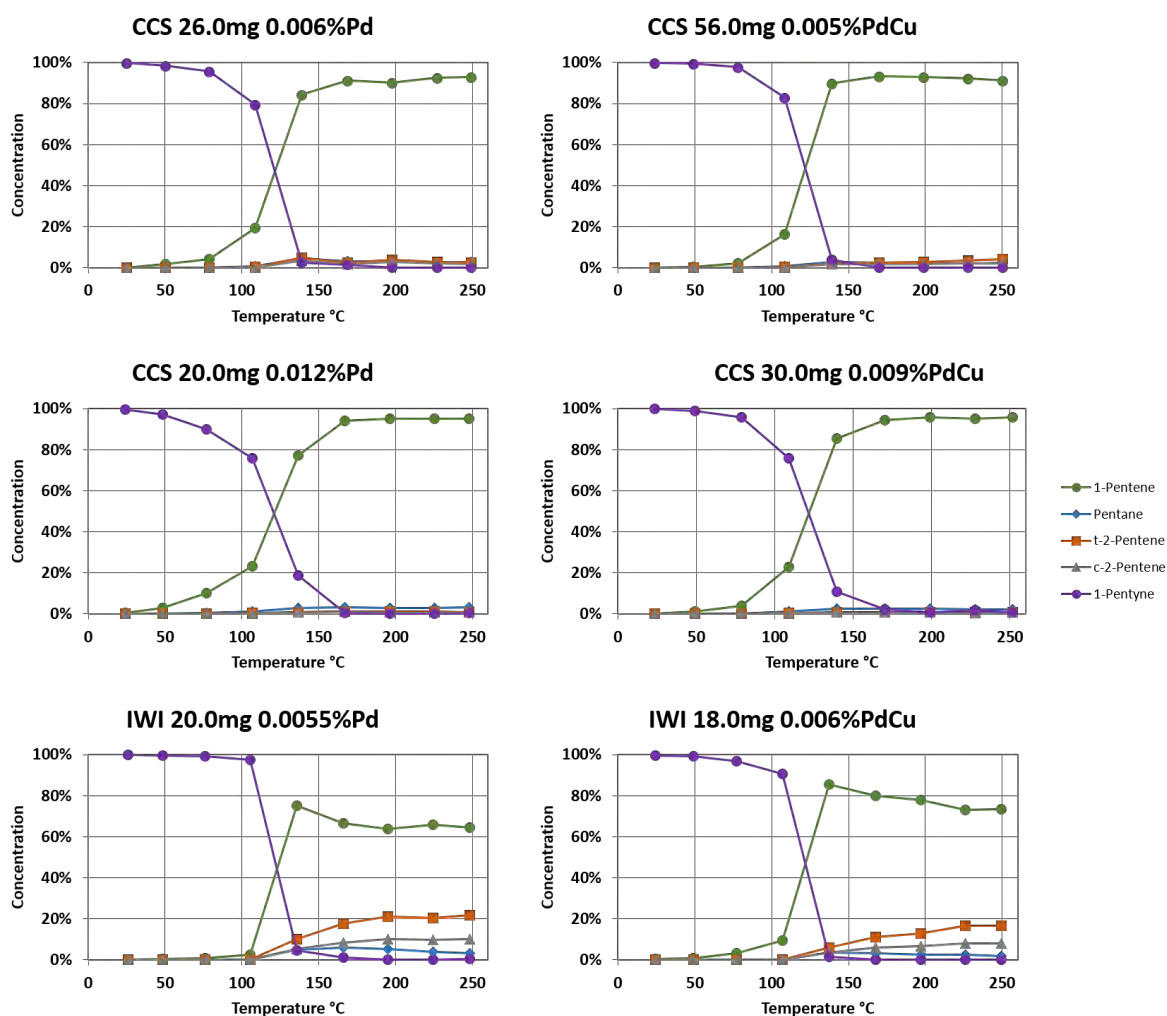 CCS 26.0mg 0.006%Pd
100%
80%
60%
40%
20%
0%
Concentration
0 50 100 150 200 250
Temperature °C
CCS 56.0mg 0.005%PdCu
100%
80%
60%
40%
20%
0%
Concentration
0 50 100 150 200 250
Temperature °C
CCS 20.0mg 0.012%Pd
100%
80%
60%
40%
20%
0%
Concentration
0 50 100 150 200 250
Temperature °C
CCS 30.0mg 0.009%PdCu
100%
80%
60%
40%
20%
0%
Concentration
0 50 100 150 200 250
Temperature °C
1-Pentene
Pentane
t-2-Pentene
c-2-Pentene
1-Pentyne
IWI 20.0mg 0.0055%Pd
100%
80%
60%
40%
20%
0%
Concentration
0 50 100 150 200 250
Temperature °C
IWI 18.0mg 0.006%PdCu
100%
80%
60%
40%
20%
0%
Concentration
0 50 100 150 200 250
Temperature °C